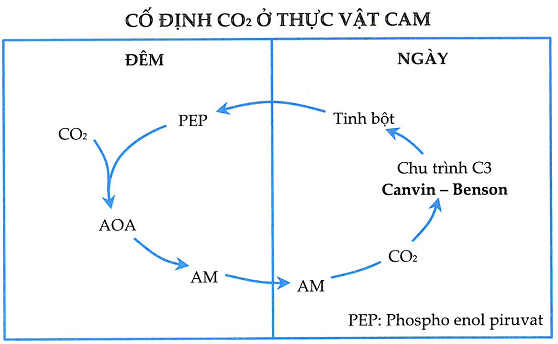 CỐ ĐỊNH CO₂ Ở THỰC VẬT CAM
ĐÊM
NGÀY
PEP
Tinh bột
CO₂
Chu trình C3
Canvin – Benson
AOA
CO₂
AM
AM
PEP: Phospho enol piruvat